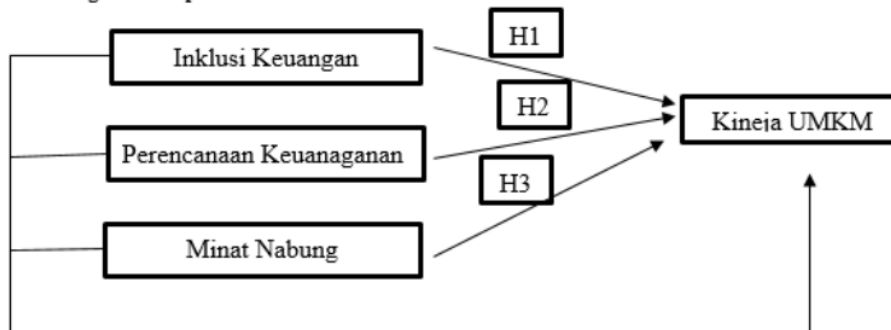 Inklusi Keuangan
H1
H2
Kineja UMKM
Perencanaan Keuanaganan
H3
Minat Nabung